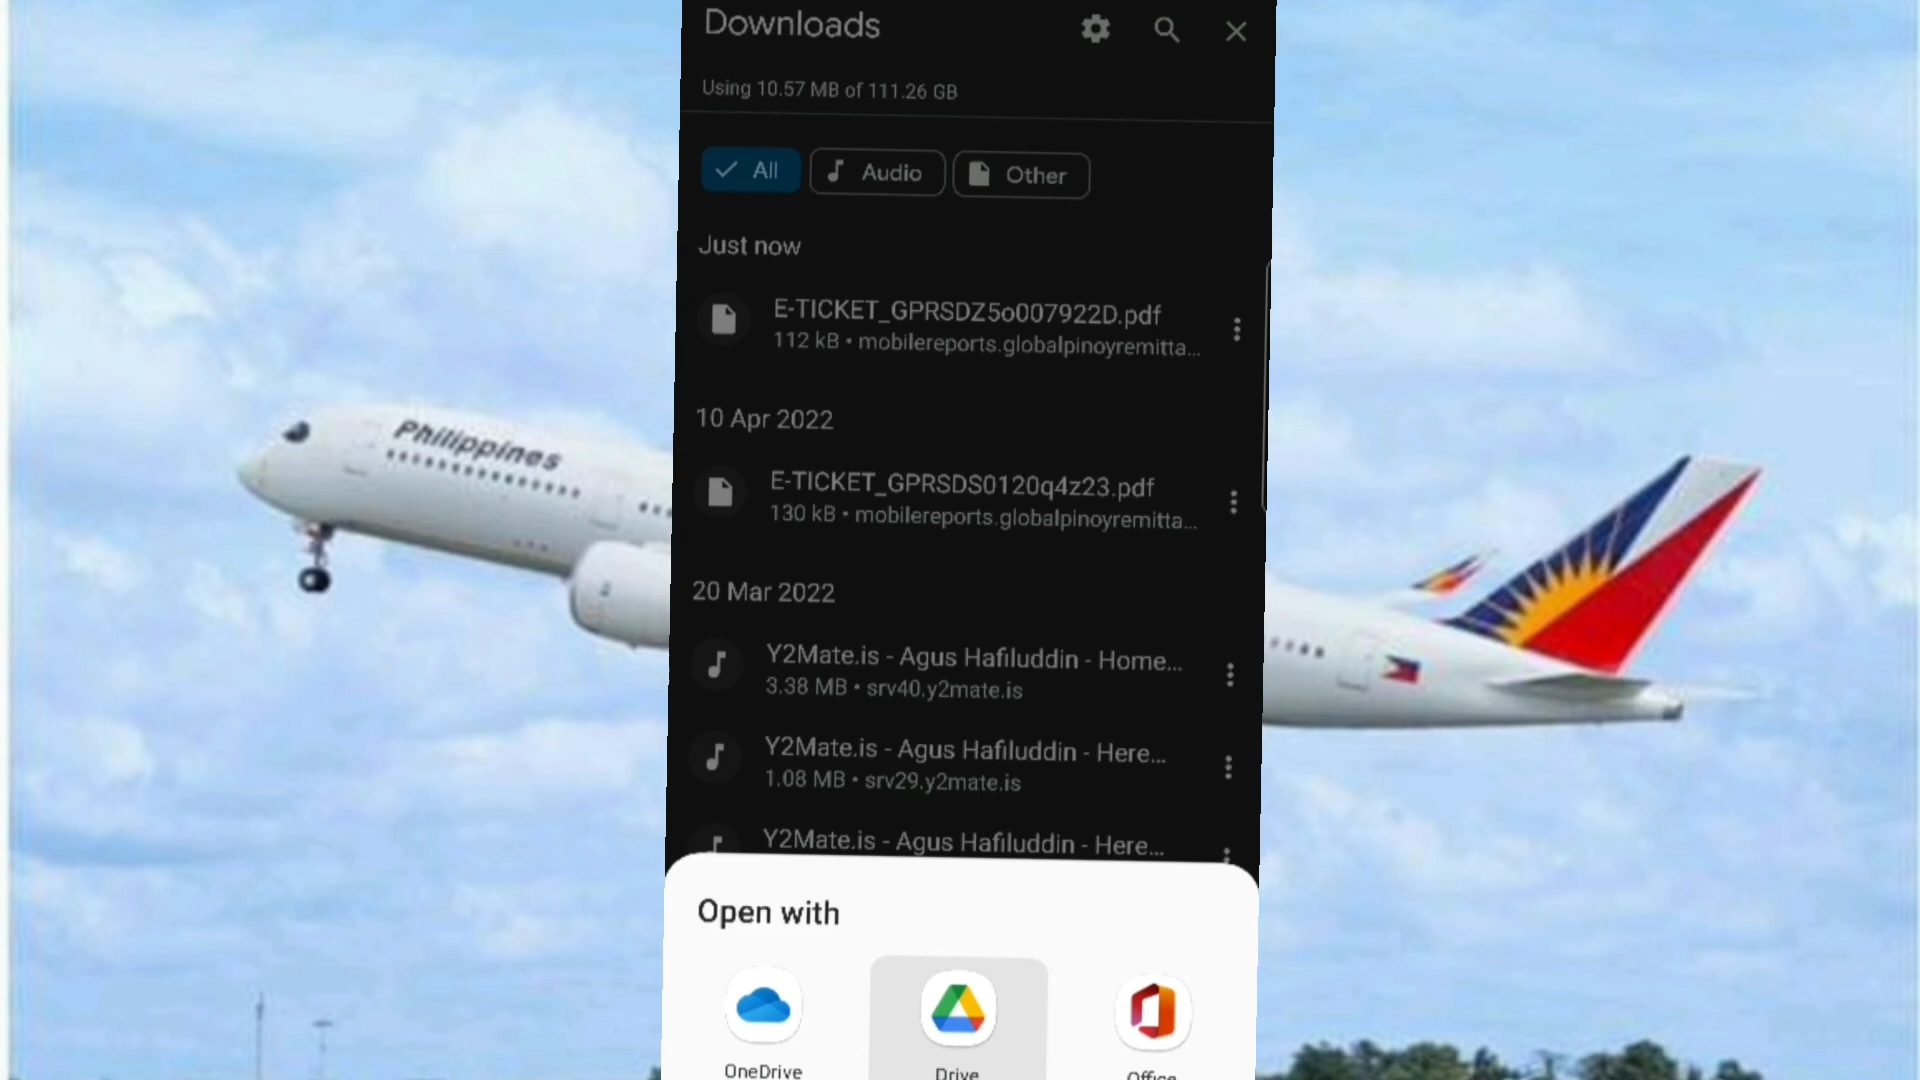 Downloads
Using 10.57 MB of 111.26 GB
All
Audio
Other
Just now
E-TICKET_GPRSDZ5o007922D.pdf
112 kB • mobilereports.globalpinoyremitta...
10 Apr 2022
E-TICKET_GPRSDS0120q4z23.pdf
130 kB • mobilereports.globalpinoyremitta...
20 Mar 2022
Y2Mate.is - Agus Hafiluddin - Home...
3.38 MB • srv40.y2mate.is
Y2Mate.is - Agus Hafiluddin - Here...
1.08 MB • srv29.y2mate.is
Y2Mate.is - Agus Hafiluddin - Here...
Open with
OneDrive
Drive
Office
Philippines